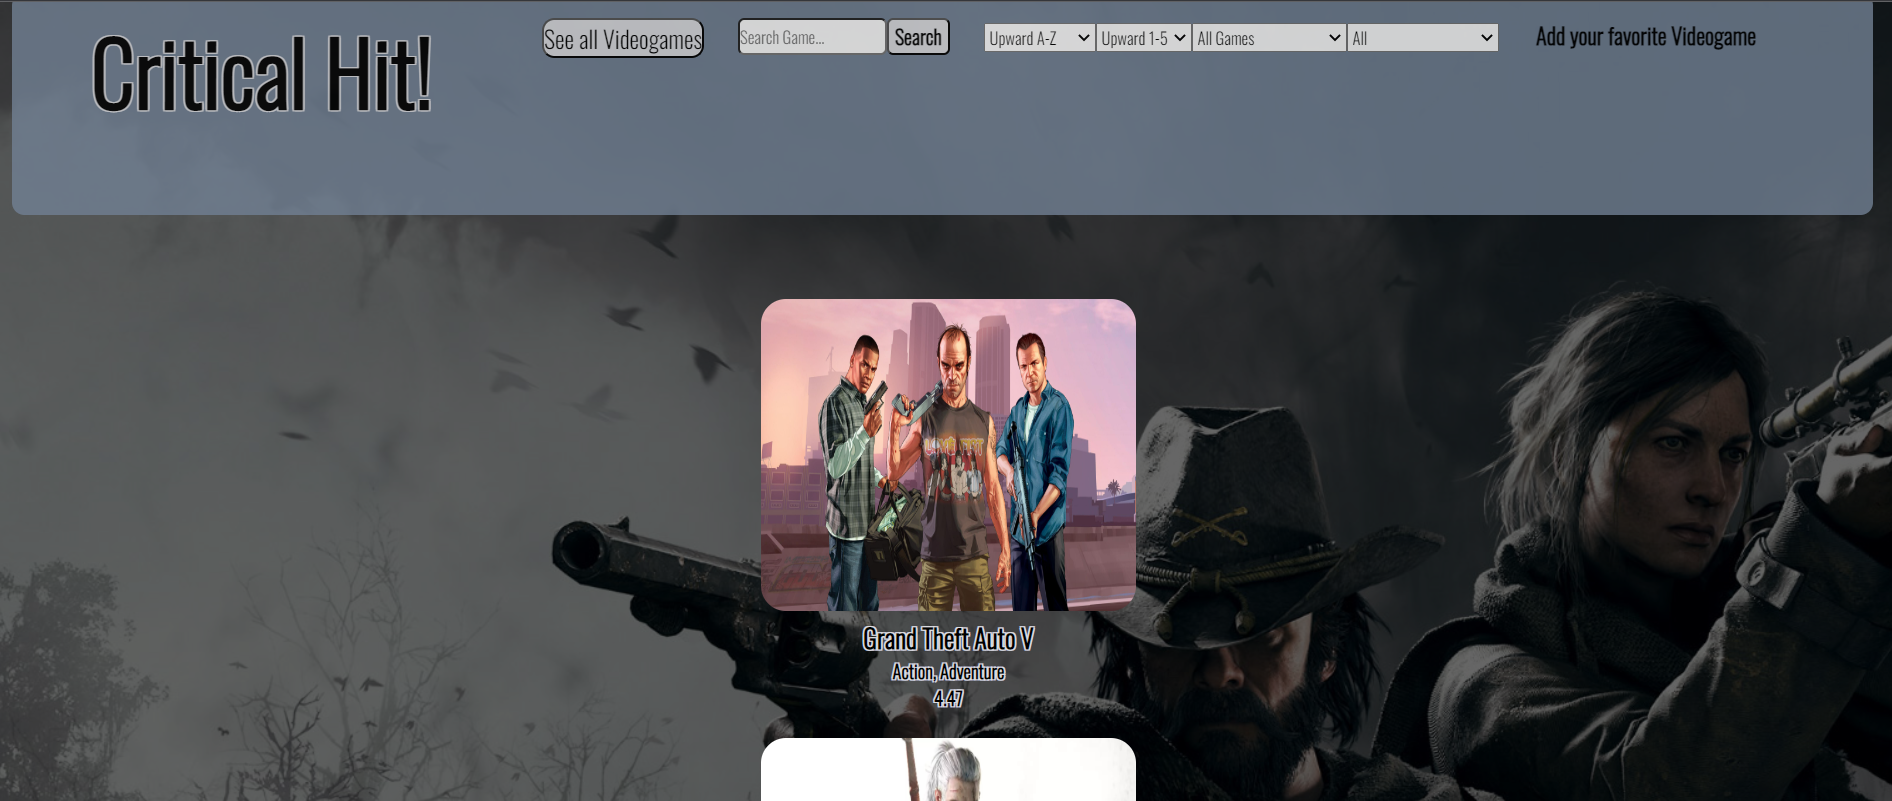 Critical Hit!
See all Videogames
Search Game...
Search
Upward A-Z
Upward 1-5
All Games
All
Add your favorite Videogame
Grand Theft Auto V
Action, Adventure
4.47